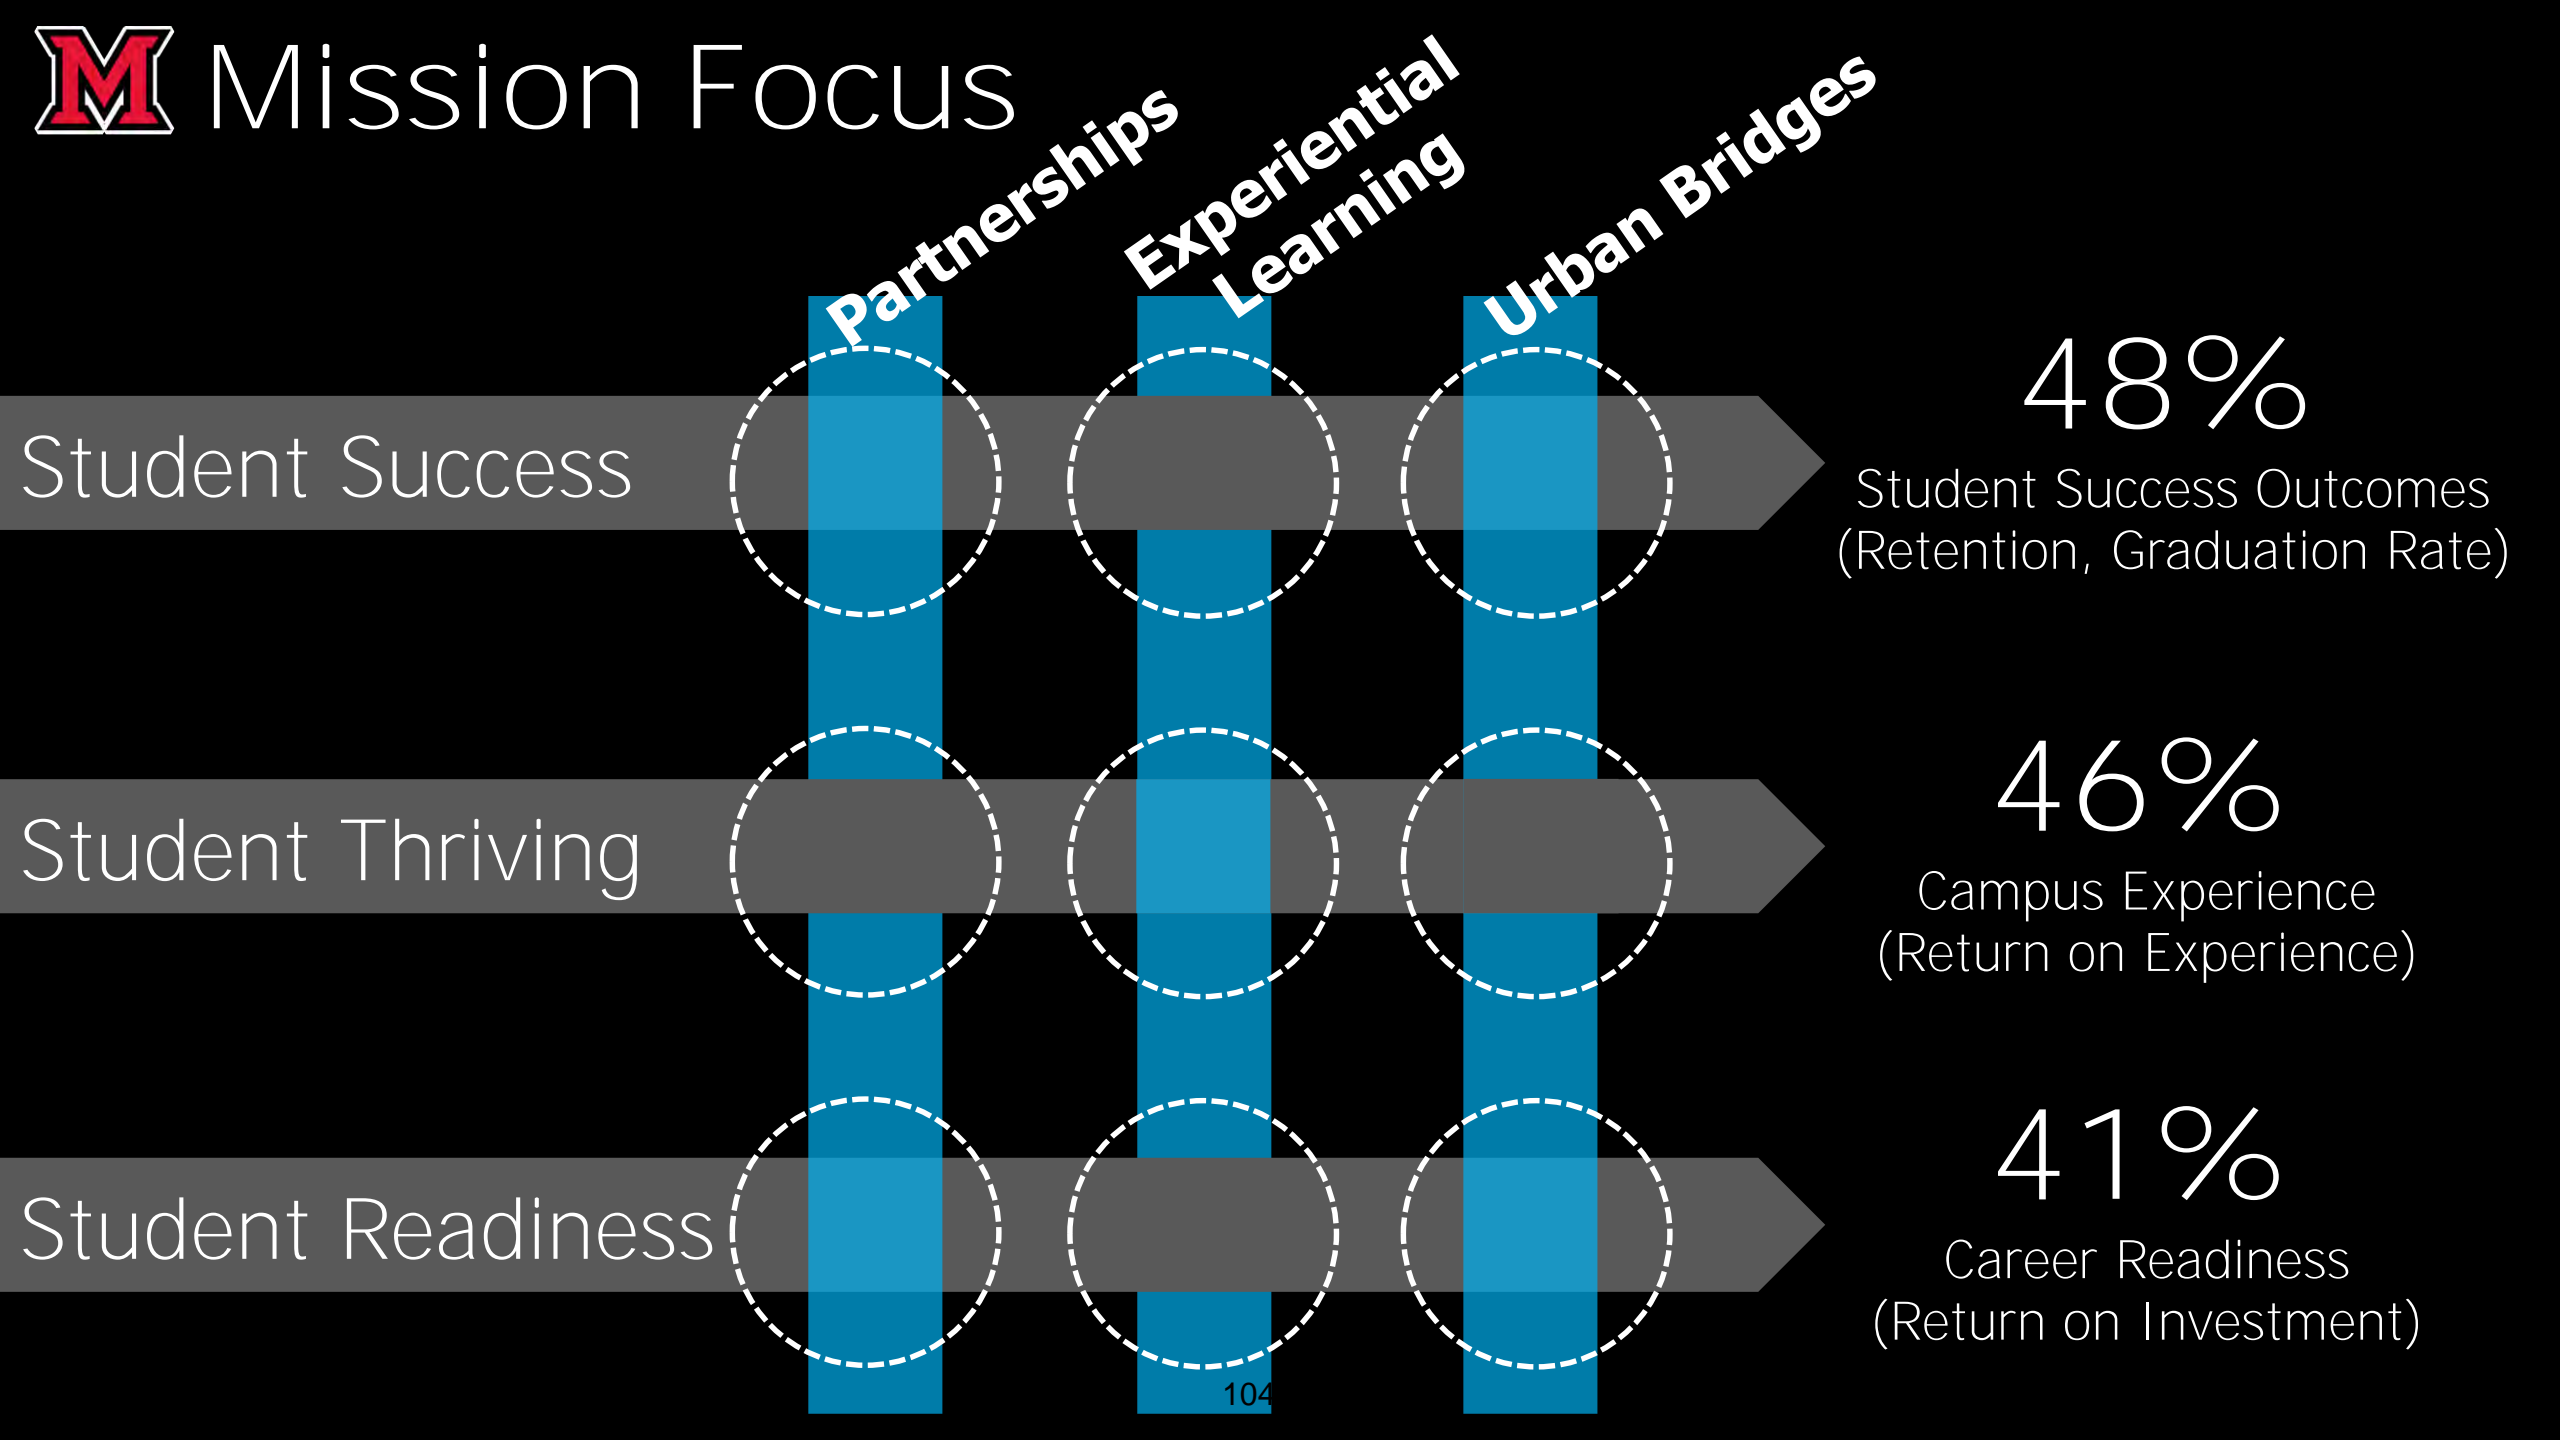 M
Mission Focus
Partnerships
Experiential
Learning
Urban Bridges
Student Success
48%
Student Success Outcomes
(Retention, Graduation Rate)
Student Thriving
46%
Campus Experience
(Return on Experience)
Student Readiness
41%
Career Readiness
(Return on Investment)
104